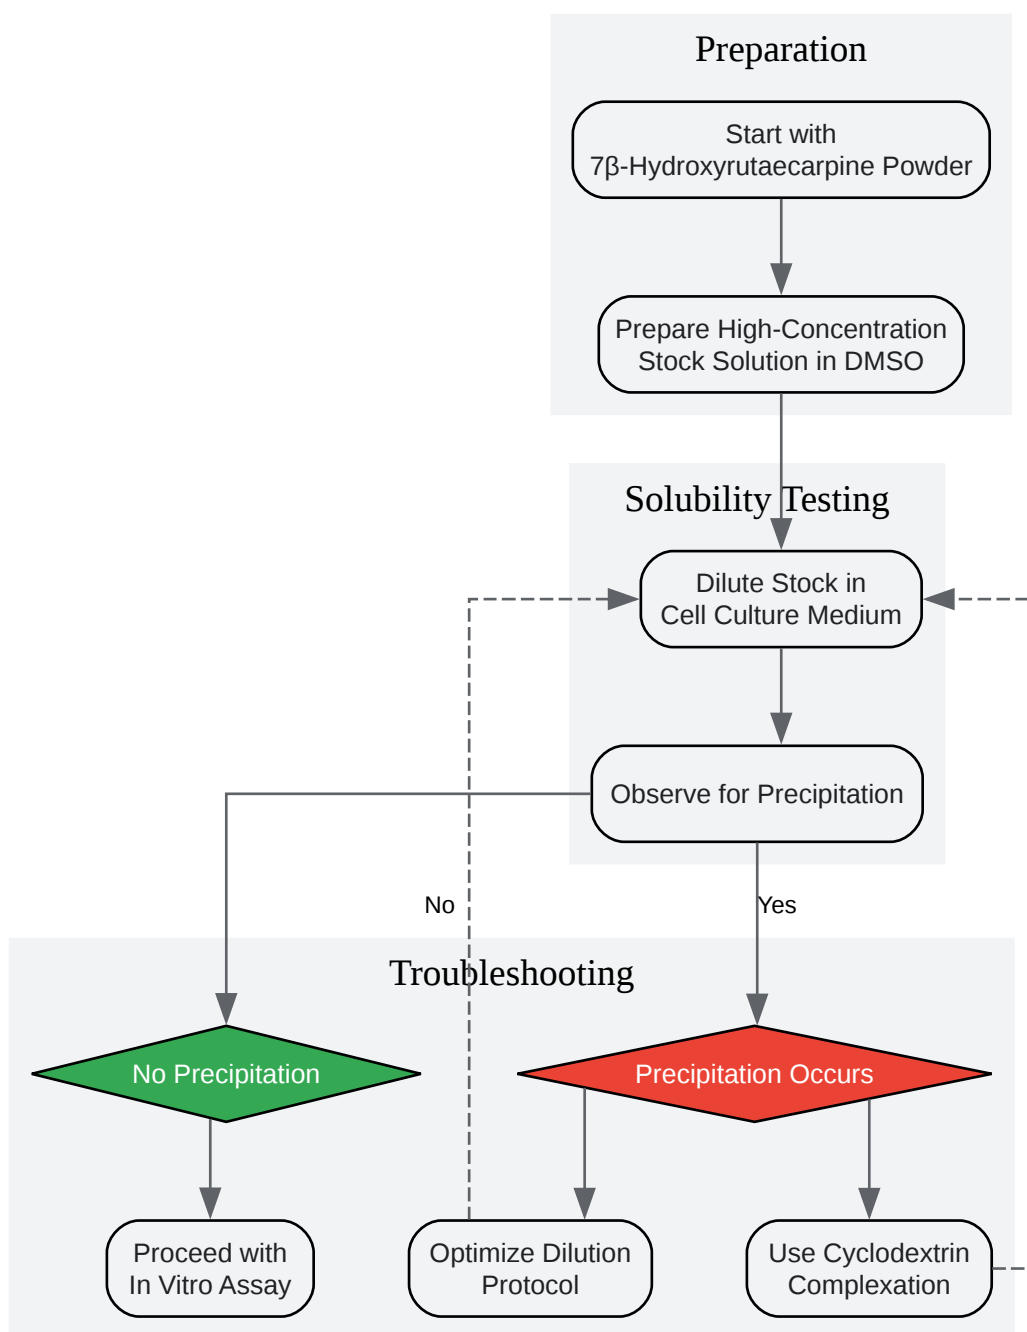 Preparation
Start with
7β-Hydroxyrutaecarpine Powder
Prepare High-Concentration
Stock Solution in DMSO
Solubility Testing
Dilute Stock in
Cell Culture Medium
Observe for Precipitation
No
Yes
Troubleshooting
No Precipitation
Precipitation Occurs
Proceed with
In Vitro Assay
Optimize Dilution
Protocol
Use Cyclodextrin
Complexation